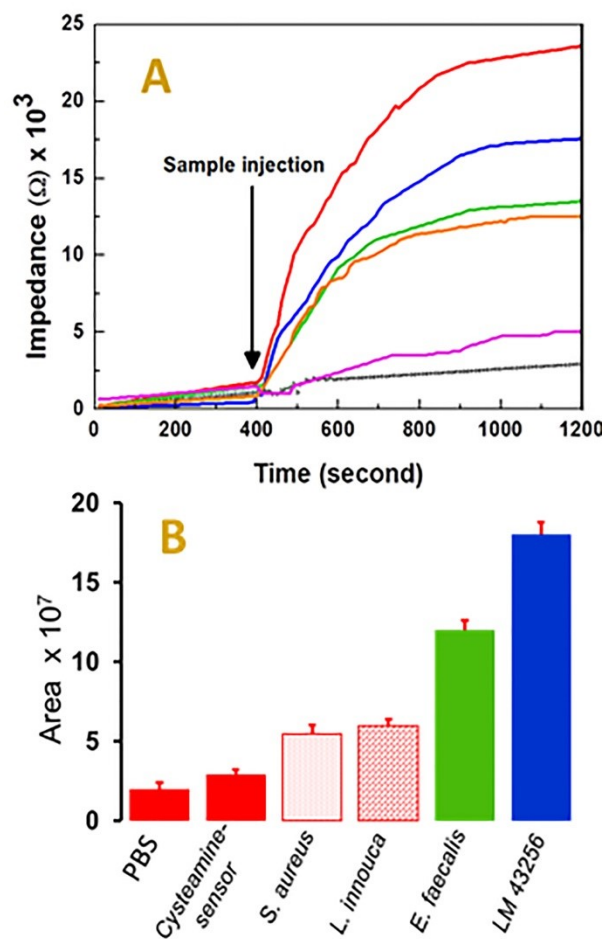 25
20
15
10
5
0
Impedance (Ω) x 10³
A
Sample injection
0 200 400 600 800 1000 1200
Time (second)
20
15
10
5
0
Area x 10⁷
B
PBS
Cysteamine-
sensor
S. aureus
L. innouca
E. faecalis
LM 43256